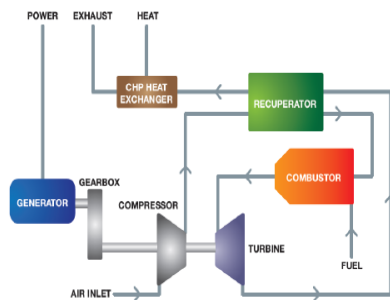 POWER EXHAUST HEAT
CHP HEAT
EXCHANGER
RECUPERATOR
GEARBOX
COMBUSTOR
GENERATOR
COMPRESSOR
TURBINE
FUEL
AIR INLET